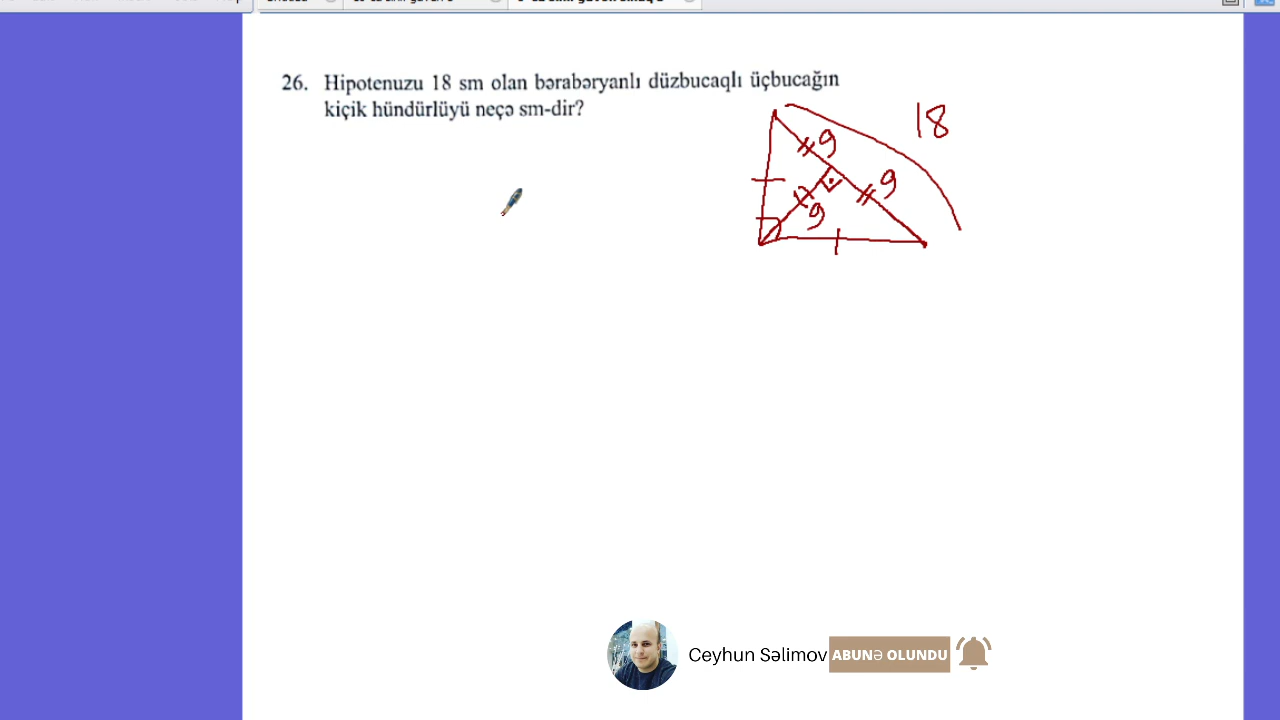 26. Hipotenuzu 18 sm olan bərabəryanlı düzbucaqlı üçbucağın
kiçik hündürlüyü neçə sm-dir?
18
9
9
9
Ceyhun Səlimov
ABUNƏ OLUNDU